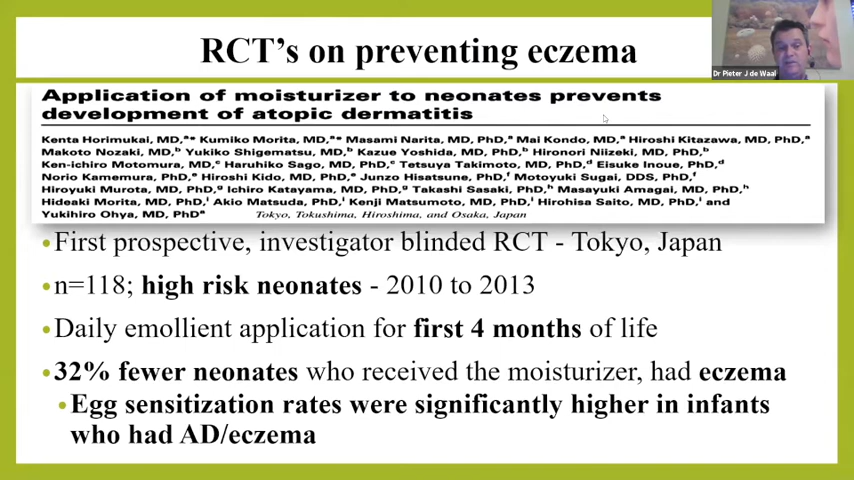 RCT's on preventing eczema
Dr Pieter J de Waal
Application of moisturizer to neonates prevents
development of atopic dermatitis
Kenta Horimukai, MD,ᵃ* Kumiko Morita, MD,ᵃ* Masami Narita, MD, PhD,ᵃ Mai Kondo, MD,ᵃ Hiroshi Kitazawa, MD, PhD,ᵃ
Makoto Nozaki, MD,ᵇ Yukiko Shigematsu, MD,ᵇ Kazue Yoshida, MD, PhD,ᵇ Hironori Niizeki, MD, PhD,ᵇ
Ken-ichiro Motomura, MD,ᶜ Haruhiko Sago, MD, PhD,ᶜ Tetsuya Takimoto, MD, PhD,ᵈ Eisuke Inoue, PhD,ᵈ
Norio Kamemura, PhD,ᵉ Hiroshi Kido, MD, PhD,ᵉ Junzo Hisatsune, PhD,ᶠ Motoyuki Sugai, DDS, PhD,ᶠ
Hiroyuki Murota, MD, PhD,ᵍ Ichiro Katayama, MD, PhD,ᵍ Takashi Sasaki, PhD,ʰ Masayuki Amagai, MD, PhD,ʰ
Hideaki Morita, MD, PhD,ⁱ Akio Matsuda, PhD,ⁱ Kenji Matsumoto, MD, PhD,ⁱ Hirohisa Saito, MD, PhD,ⁱ and
Yukihiro Ohya, MD, PhDᵃ Tokyo, Tokushima, Hiroshima, and Osaka, Japan
•First prospective, investigator blinded RCT - Tokyo, Japan
•n=118; high risk neonates - 2010 to 2013
•Daily emollient application for first 4 months of life
•32% fewer neonates who received the moisturizer, had eczema
•Egg sensitization rates were significantly higher in infants
who had AD/eczema